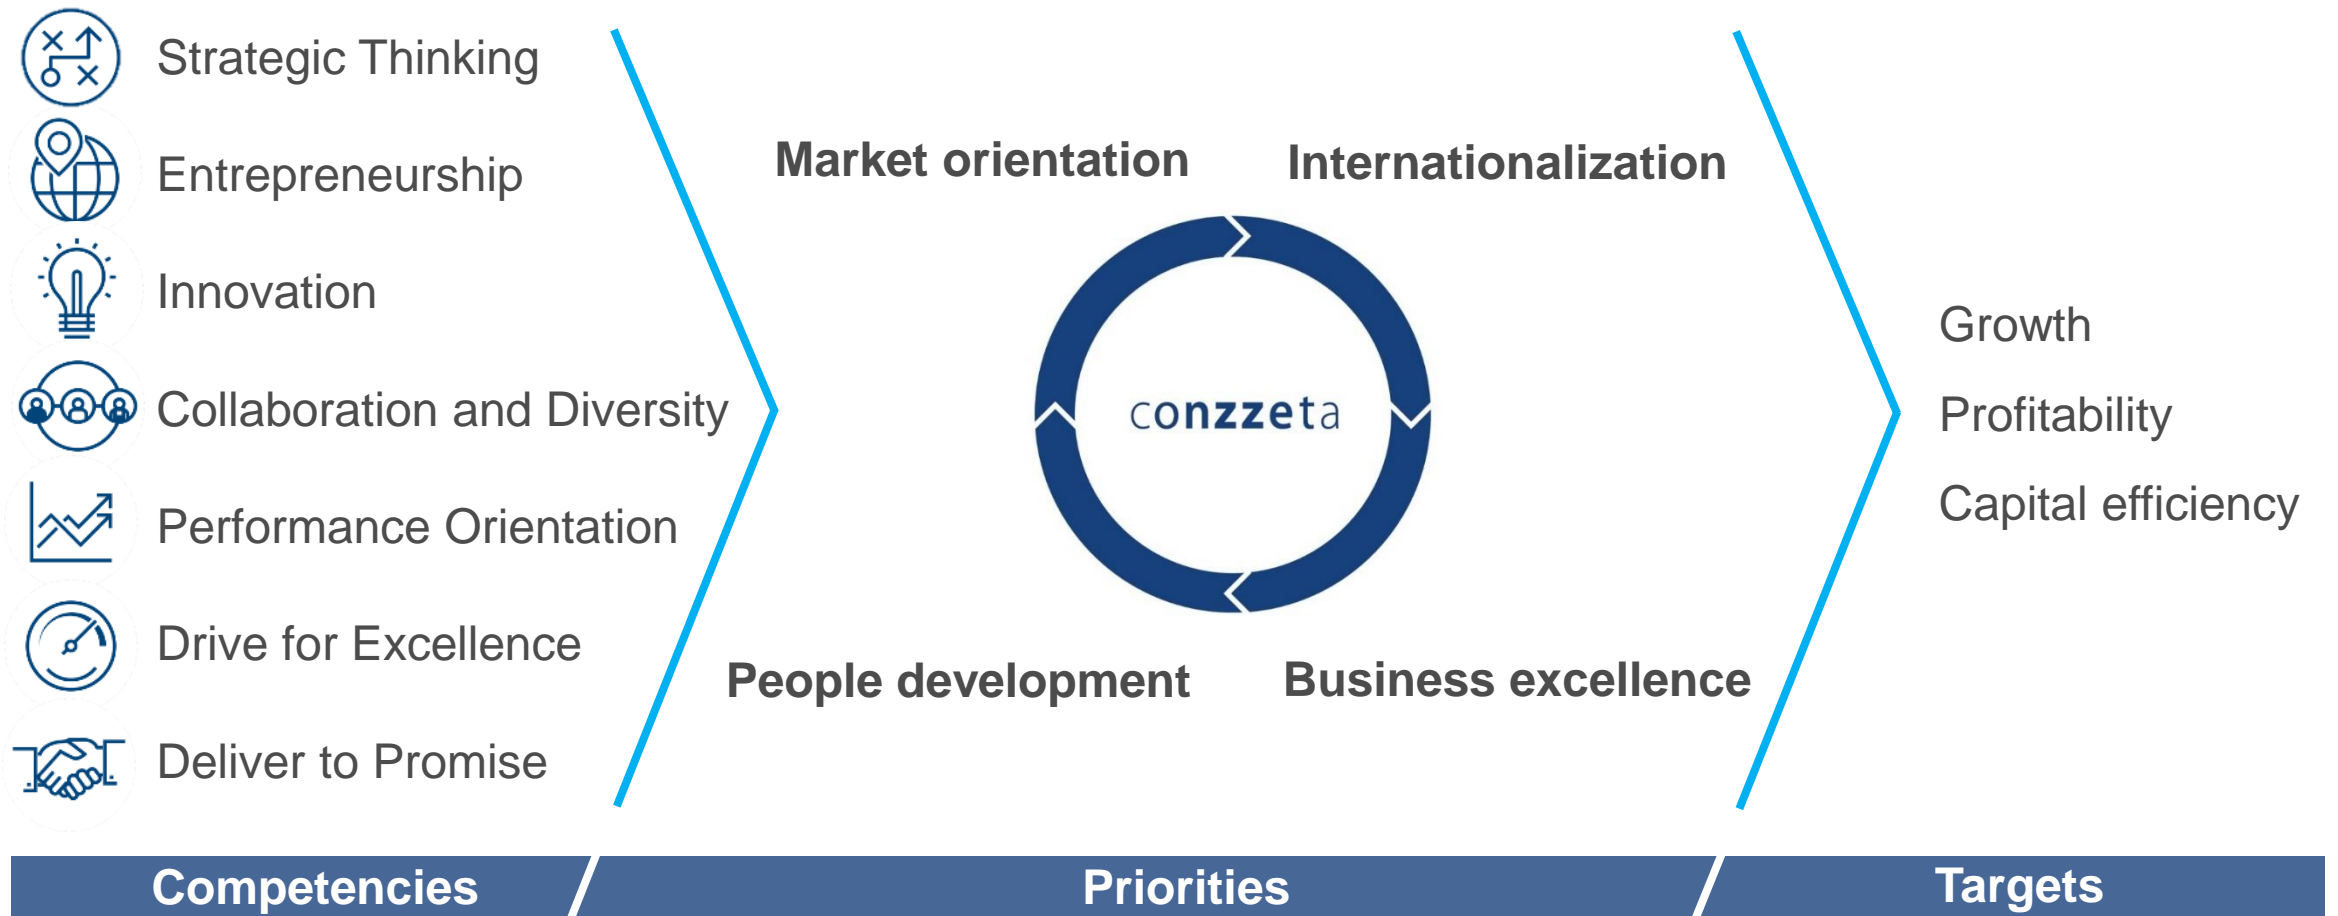 Strategic Thinking
Entrepreneurship
Innovation
Collaboration and Diversity
Performance Orientation
Drive for Excellence
Deliver to Promise
Market orientation
Internationalization
conzzeta
People development
Business excellence
Growth
Profitability
Capital efficiency
Competencies
Priorities
Targets